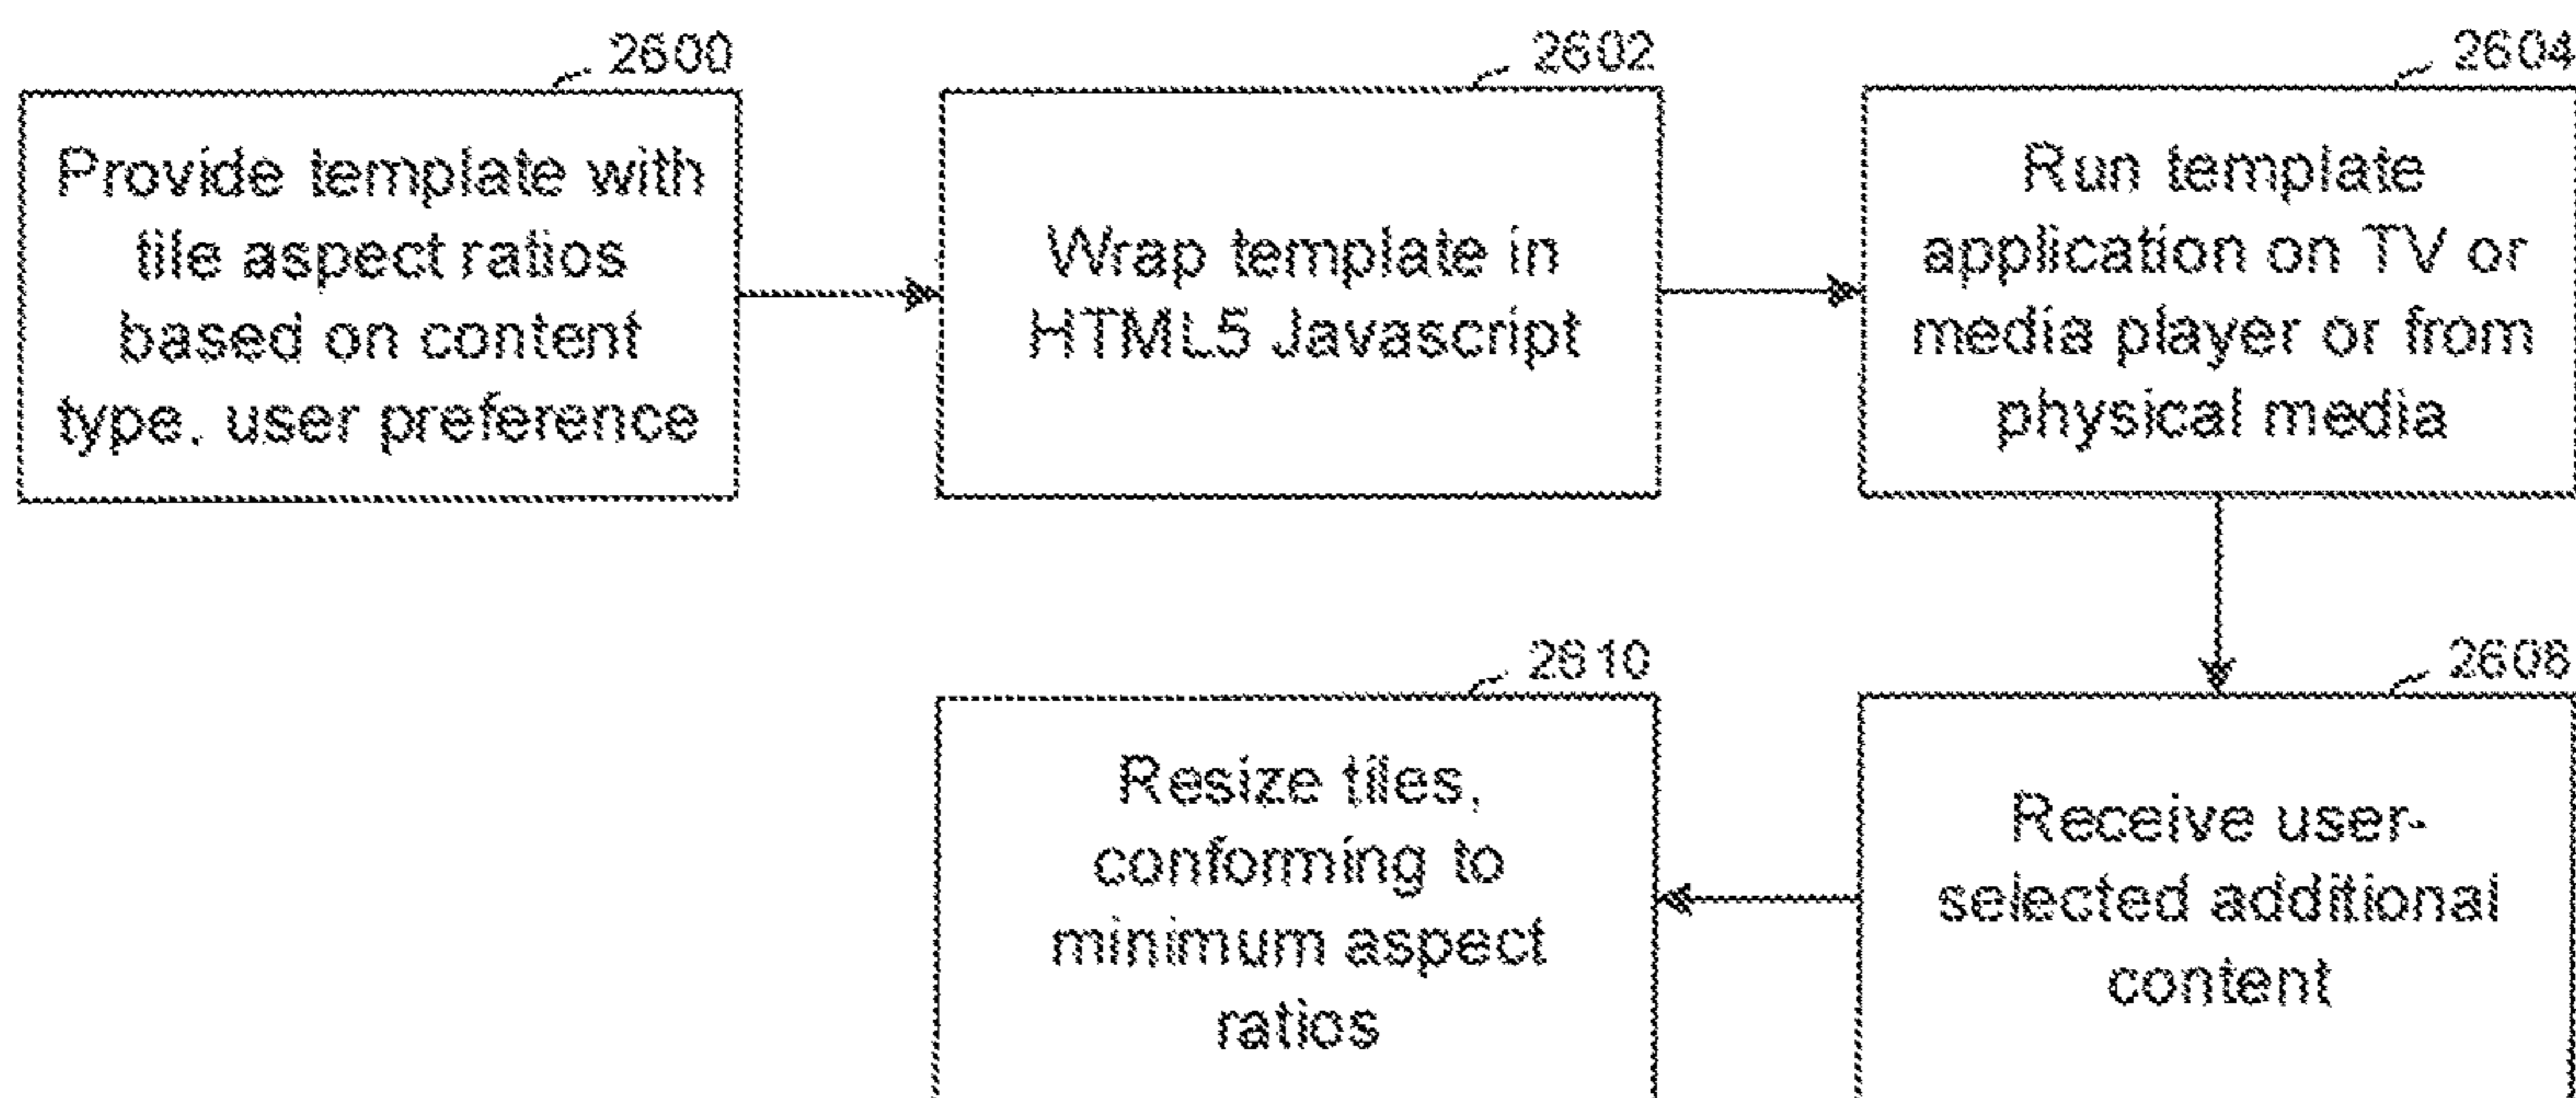 2600
Provide template with
tile aspect ratios
based on content
type, user preference
2602
Wrap template in
HTML5 Javascript
2604
Run template
application on TV or
media player or from
physical media
2610
Resize tiles,
conforming to
minimum aspect
ratios
2608
Receive user-
selected additional
content